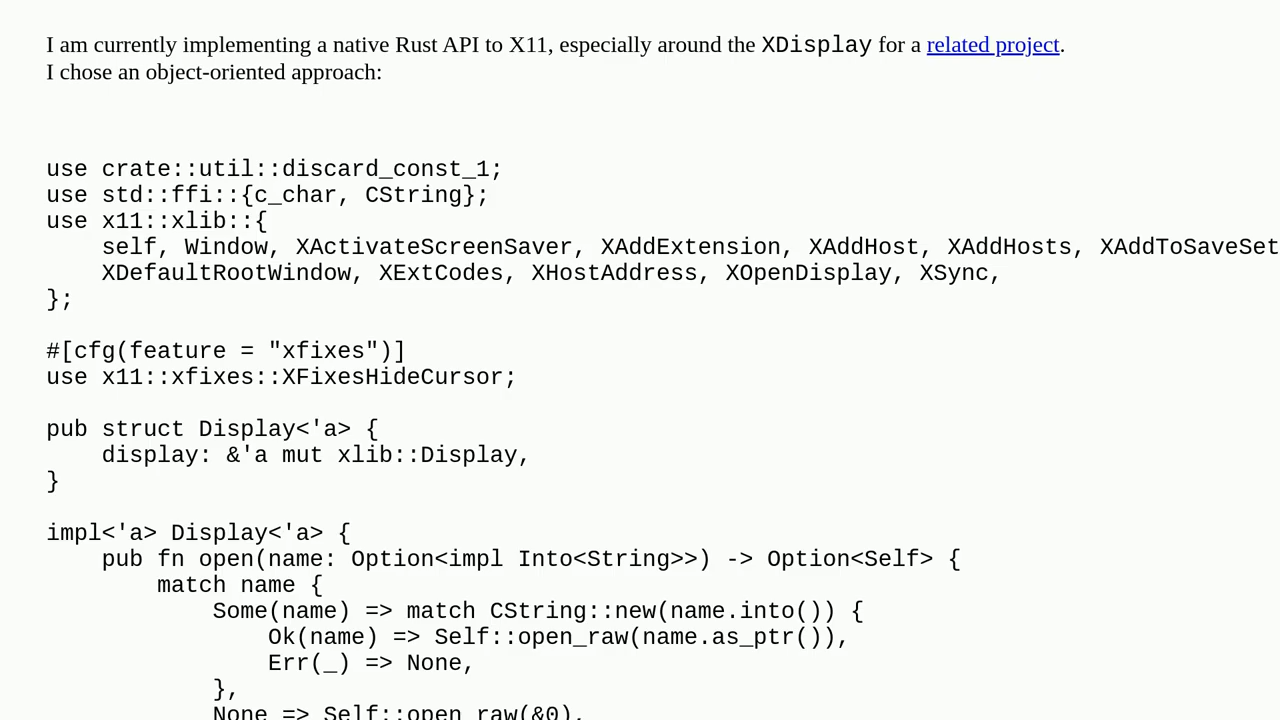 I am currently implementing a native Rust API to X11, especially around the XDisplay for a related project.
I chose an object-oriented approach:
use crate::util::discard_const_1;
use std::ffi::{c_char, CString};
use x11::xlib::{
    self, Window, XActivateScreenSaver, XAddExtension, XAddHost, XAddHosts, XAddToSaveSet
    XDefaultRootWindow, XExtCodes, XHostAddress, XOpenDisplay, XSync,
};
#[cfg(feature = "xfixes")]
use x11::xfixes::XFixesHideCursor;
pub struct Display<'a> {
    display: &'a mut xlib::Display,
}
impl<'a> Display<'a> {
    pub fn open(name: Option<impl Into<String>>) -> Option<Self> {
        match name {
            Some(name) => match CString::new(name.into()) {
                Ok(name) => Self::open_raw(name.as_ptr()),
                Err(_) => None,
            },
            None => Self::open_raw(&0),